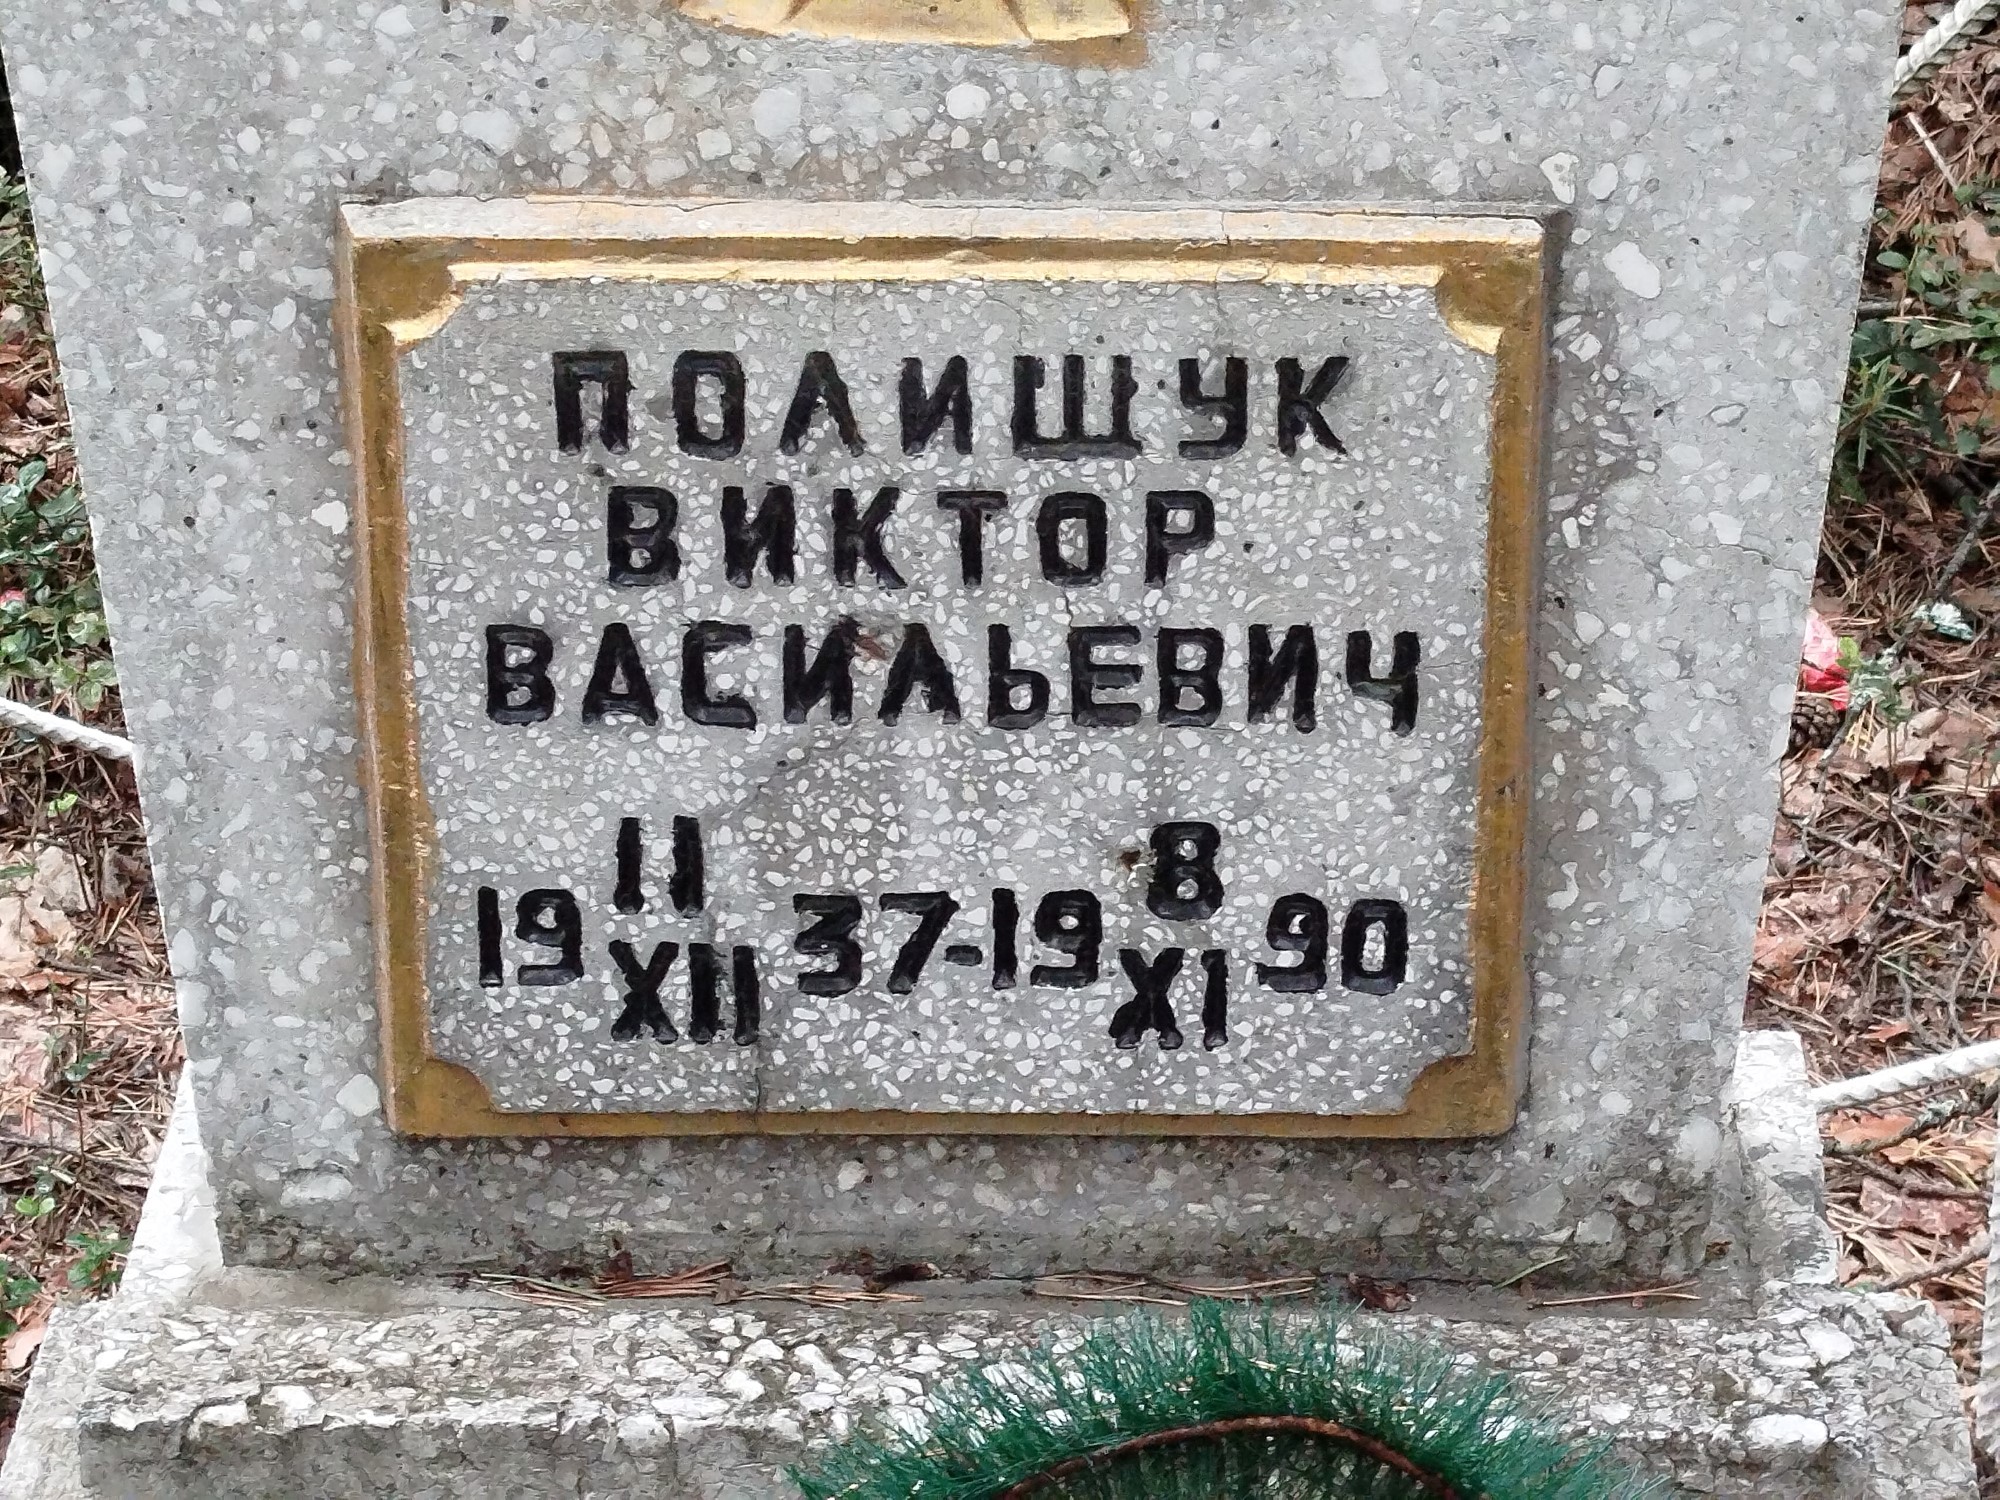 ПОЛИЩУК
ВИКТОР
ВАСИЛЬЕВИЧ
19 11 XII 37-19 8 XI 90